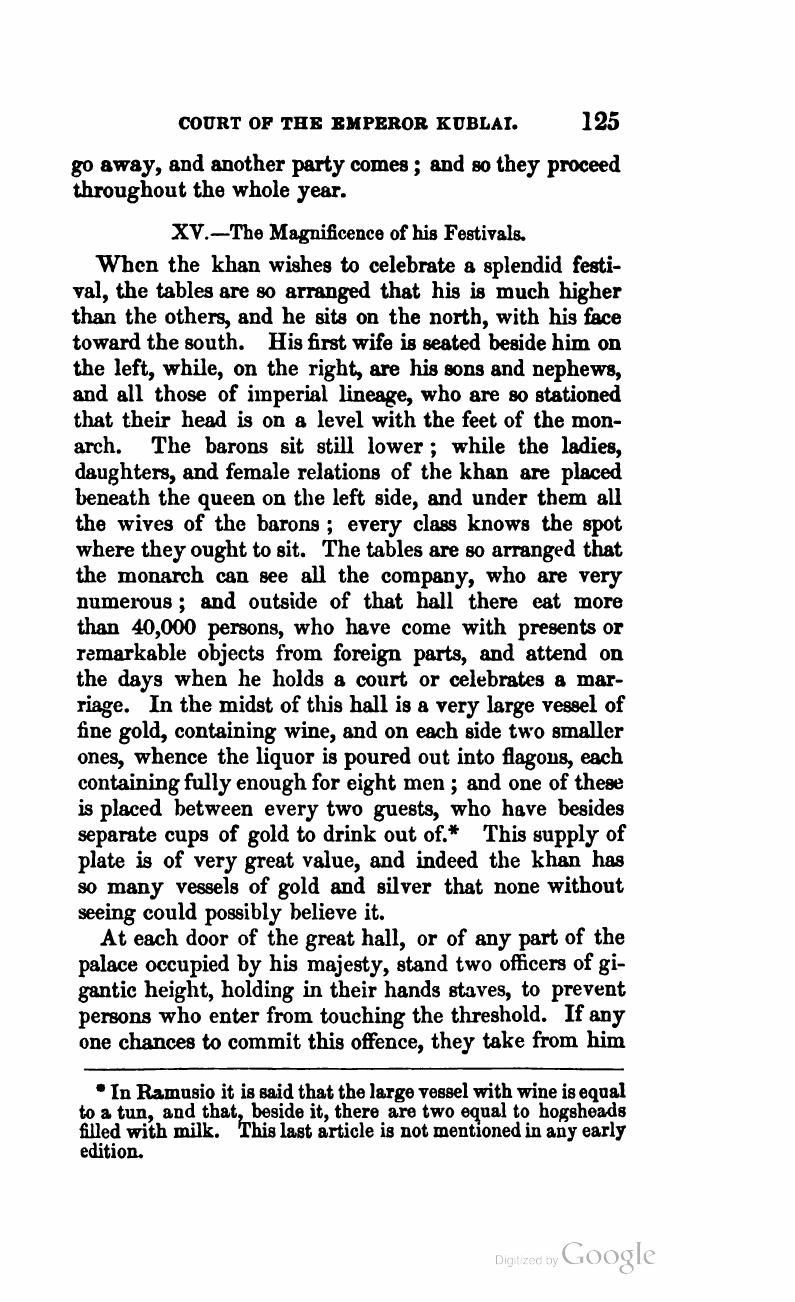 COURT OF THE EMPEROR KUBLAI. 125
go away, and another party comes ; and so they proceed
throughout the whole year.
XV.—The Magnificence of his Festivals.
When the khan wishes to celebrate a splendid festi-
val, the tables are so arranged that his is much higher
than the others, and he sits on the north, with his face
toward the south. His first wife is seated beside him on
the left, while, on the right, are his sons and nephews,
and all those of imperial lineage, who are so stationed
that their head is on a level with the feet of the mon-
arch. The barons sit still lower ; while the ladies,
daughters, and female relations of the khan are placed
beneath the queen on the left side, and under them all
the wives of the barons ; every class knows the spot
where they ought to sit. The tables are so arranged that
the monarch can see all the company, who are very
numerous ; and outside of that hall there eat more
than 40,000 persons, who have come with presents or
remarkable objects from foreign parts, and attend on
the days when he holds a court or celebrates a mar-
riage. In the midst of this hall is a very large vessel of
fine gold, containing wine, and on each side two smaller
ones, whence the liquor is poured out into flagons, each
containing fully enough for eight men ; and one of these
is placed between every two guests, who have besides
separate cups of gold to drink out of.* This supply of
plate is of very great value, and indeed the khan has
so many vessels of gold and silver that none without
seeing could possibly believe it.
At each door of the great hall, or of any part of the
palace occupied by his majesty, stand two officers of gi-
gantic height, holding in their hands staves, to prevent
persons who enter from touching the threshold. If any
one chances to commit this offence, they take from him
* In Ramusio it is said that the large vessel with wine is equal
to a tun, and that, beside it, there are two equal to hogsheads
filled with milk. This last article is not mentioned in any early
edition.
Digitized by Google